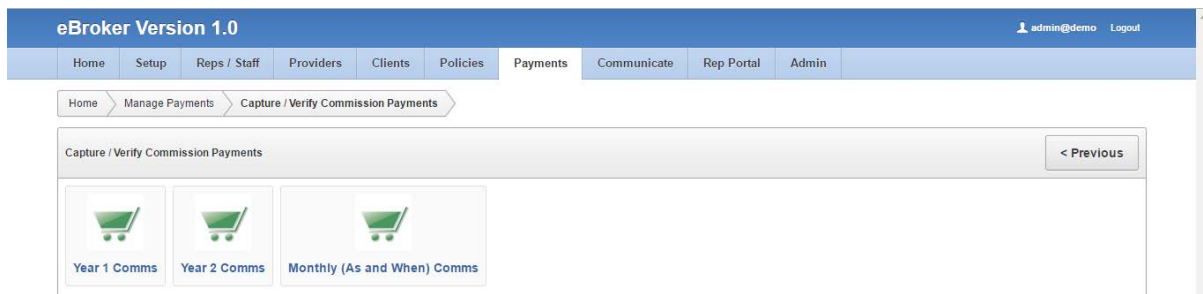 eBroker Version 1.0
admin@demo Logout
Home Setup Reps / Staff Providers Clients Policies Payments Communicate Rep Portal Admin
Home Manage Payments Capture / Verify Commission Payments
Capture / Verify Commission Payments
< Previous
Year 1 Comms Year 2 Comms Monthly (As and When) Comms